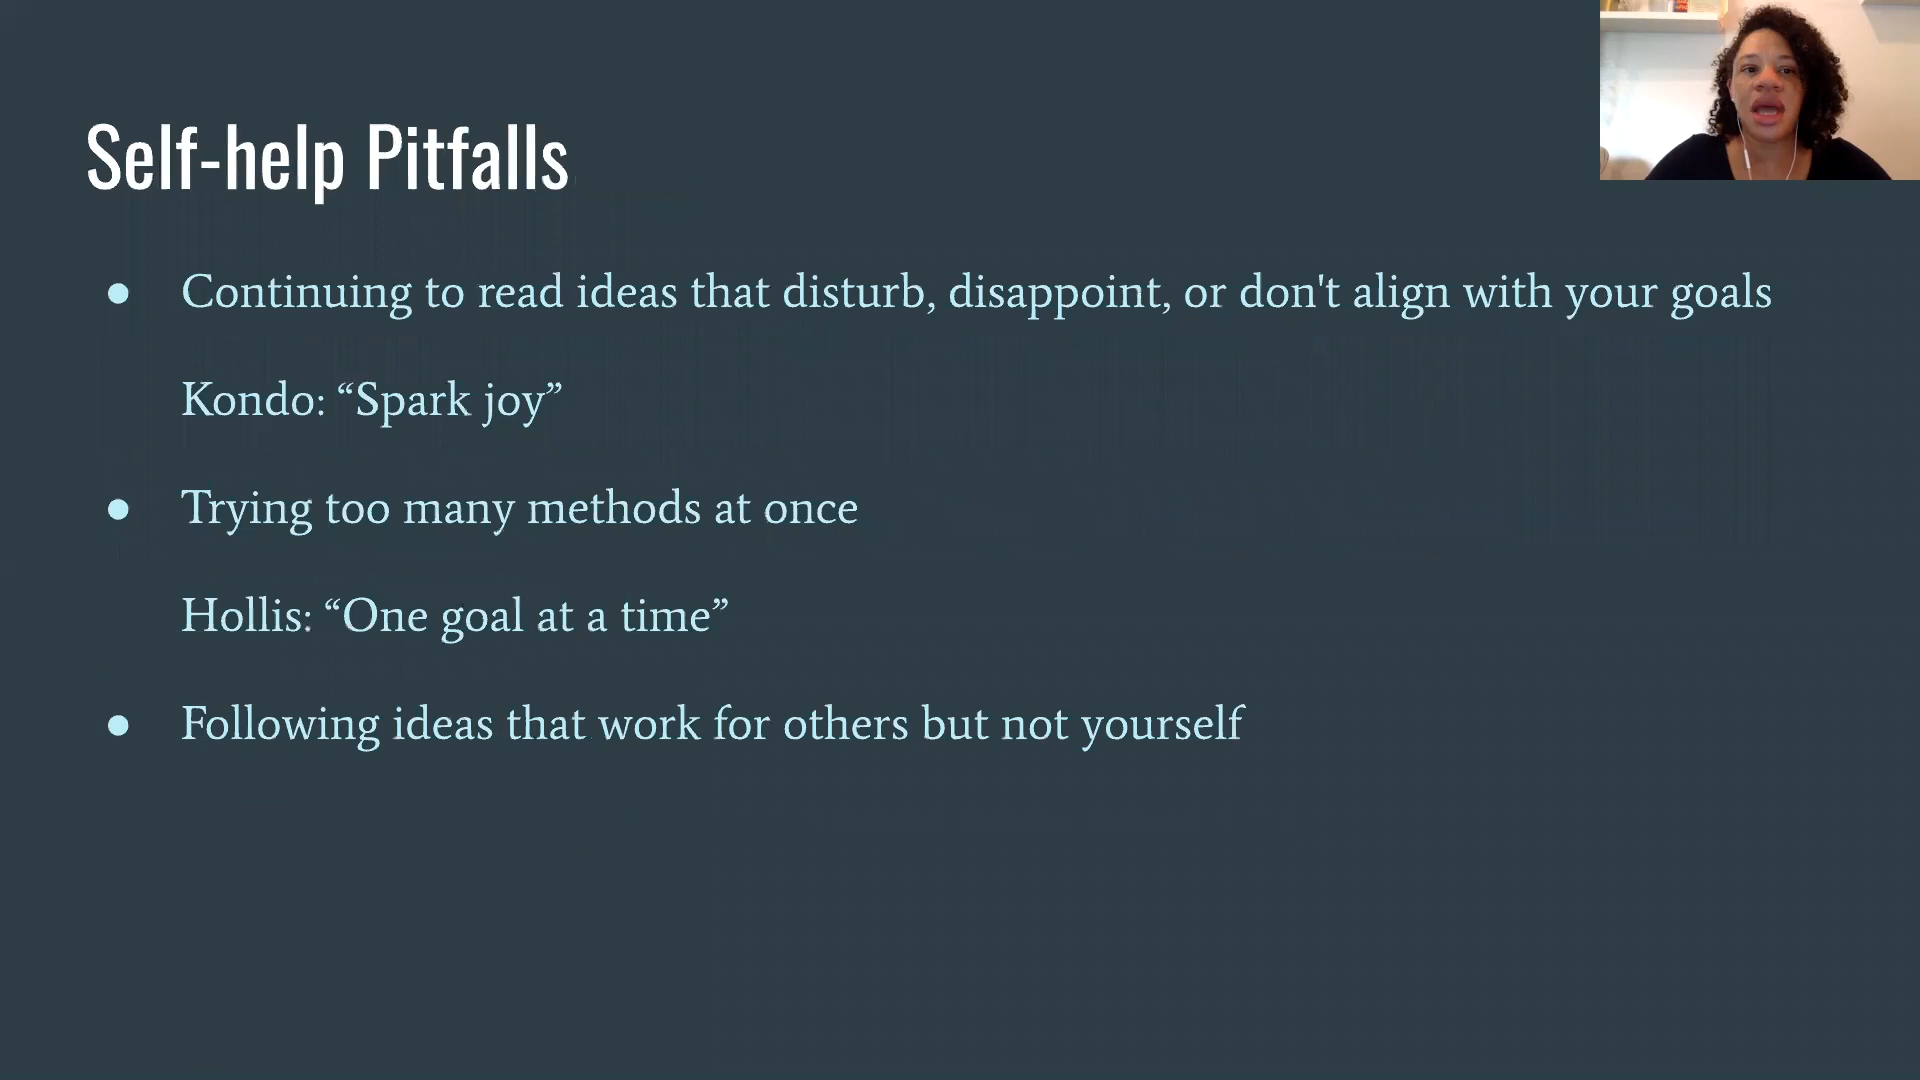 Self-help Pitfalls
● Continuing to read ideas that disturb, disappoint, or don't align with your goals
Kondo: “Spark joy”
● Trying too many methods at once
Hollis: “One goal at a time”
● Following ideas that work for others but not yourself